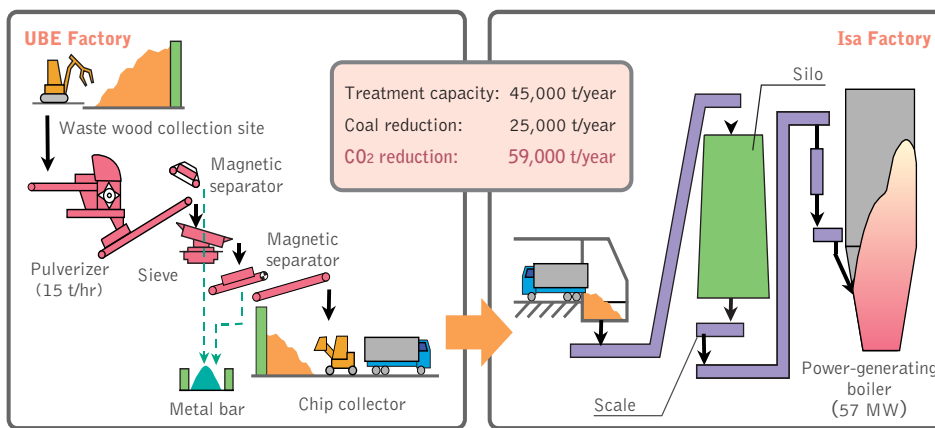 UBE Factory
Waste wood collection site
Magnetic
separator
Pulverizer
(15 t/hr)
Sieve
Magnetic
separator
Metal bar
Chip collector
Treatment capacity: 45,000 t/year
Coal reduction: 25,000 t/year
CO2 reduction: 59,000 t/year
Isa Factory
Silo
Scale
Power-generating
boiler
(57 MW)